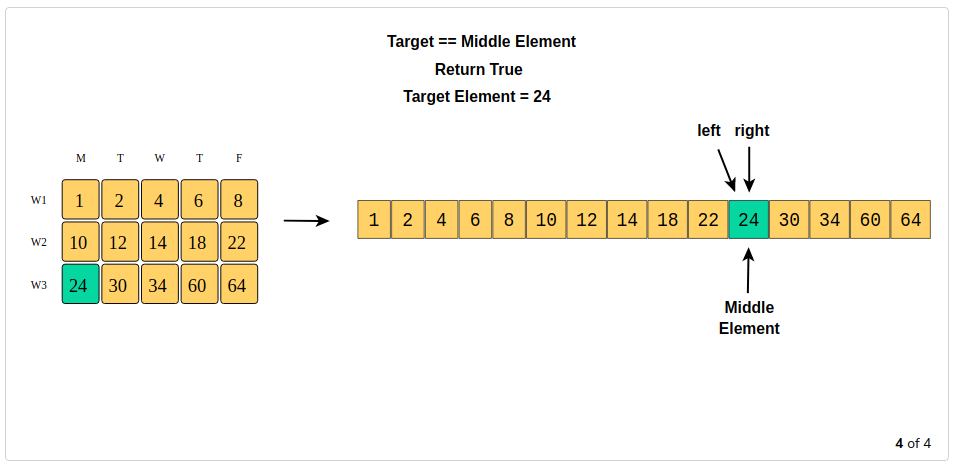 Target == Middle Element
Return True
Target Element = 24
left right
M T W T F
W1 1 2 4 6 8
1 2 4 6 8 10 12 14 18 22 24 30 34 60 64
W2 10 12 14 18 22
W3 24 30 34 60 64
Middle
Element
4 of 4